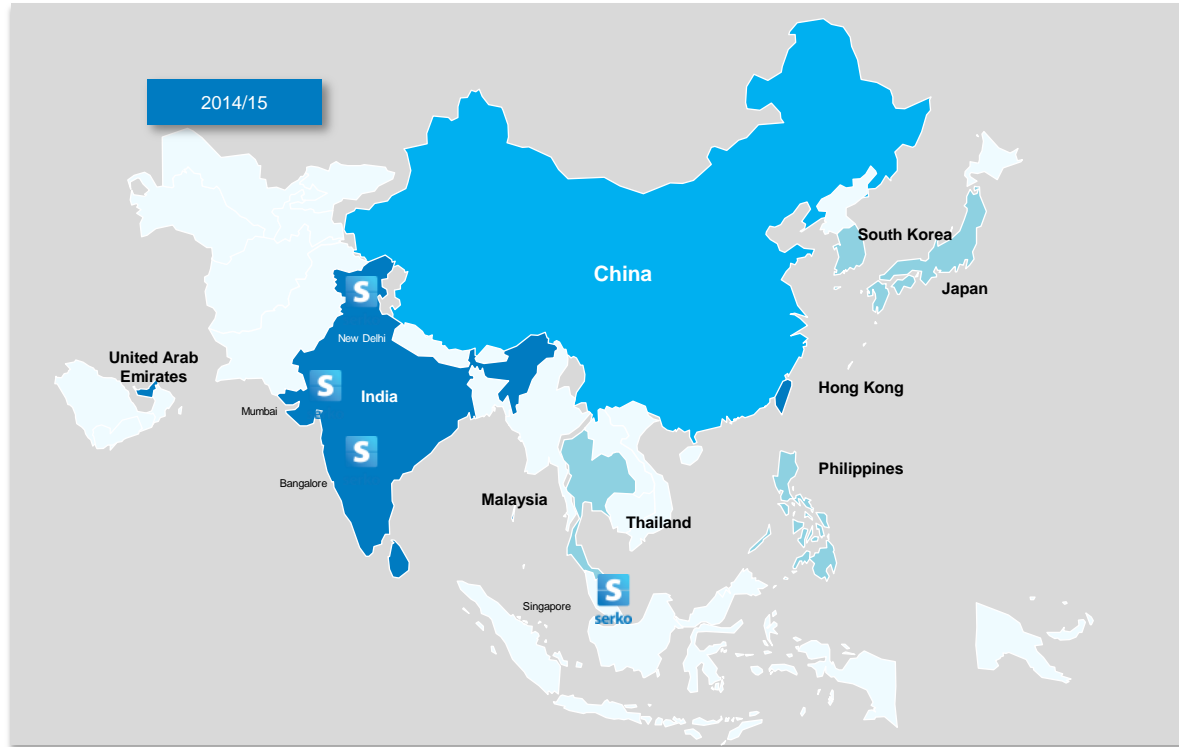 2014/15
China
South Korea
Japan
S
New Delhi
United Arab
Emirates
S
India
Mumbai
Hong Kong
S
Bangalore
Philippines
Malaysia
Thailand
S
Singapore
serko